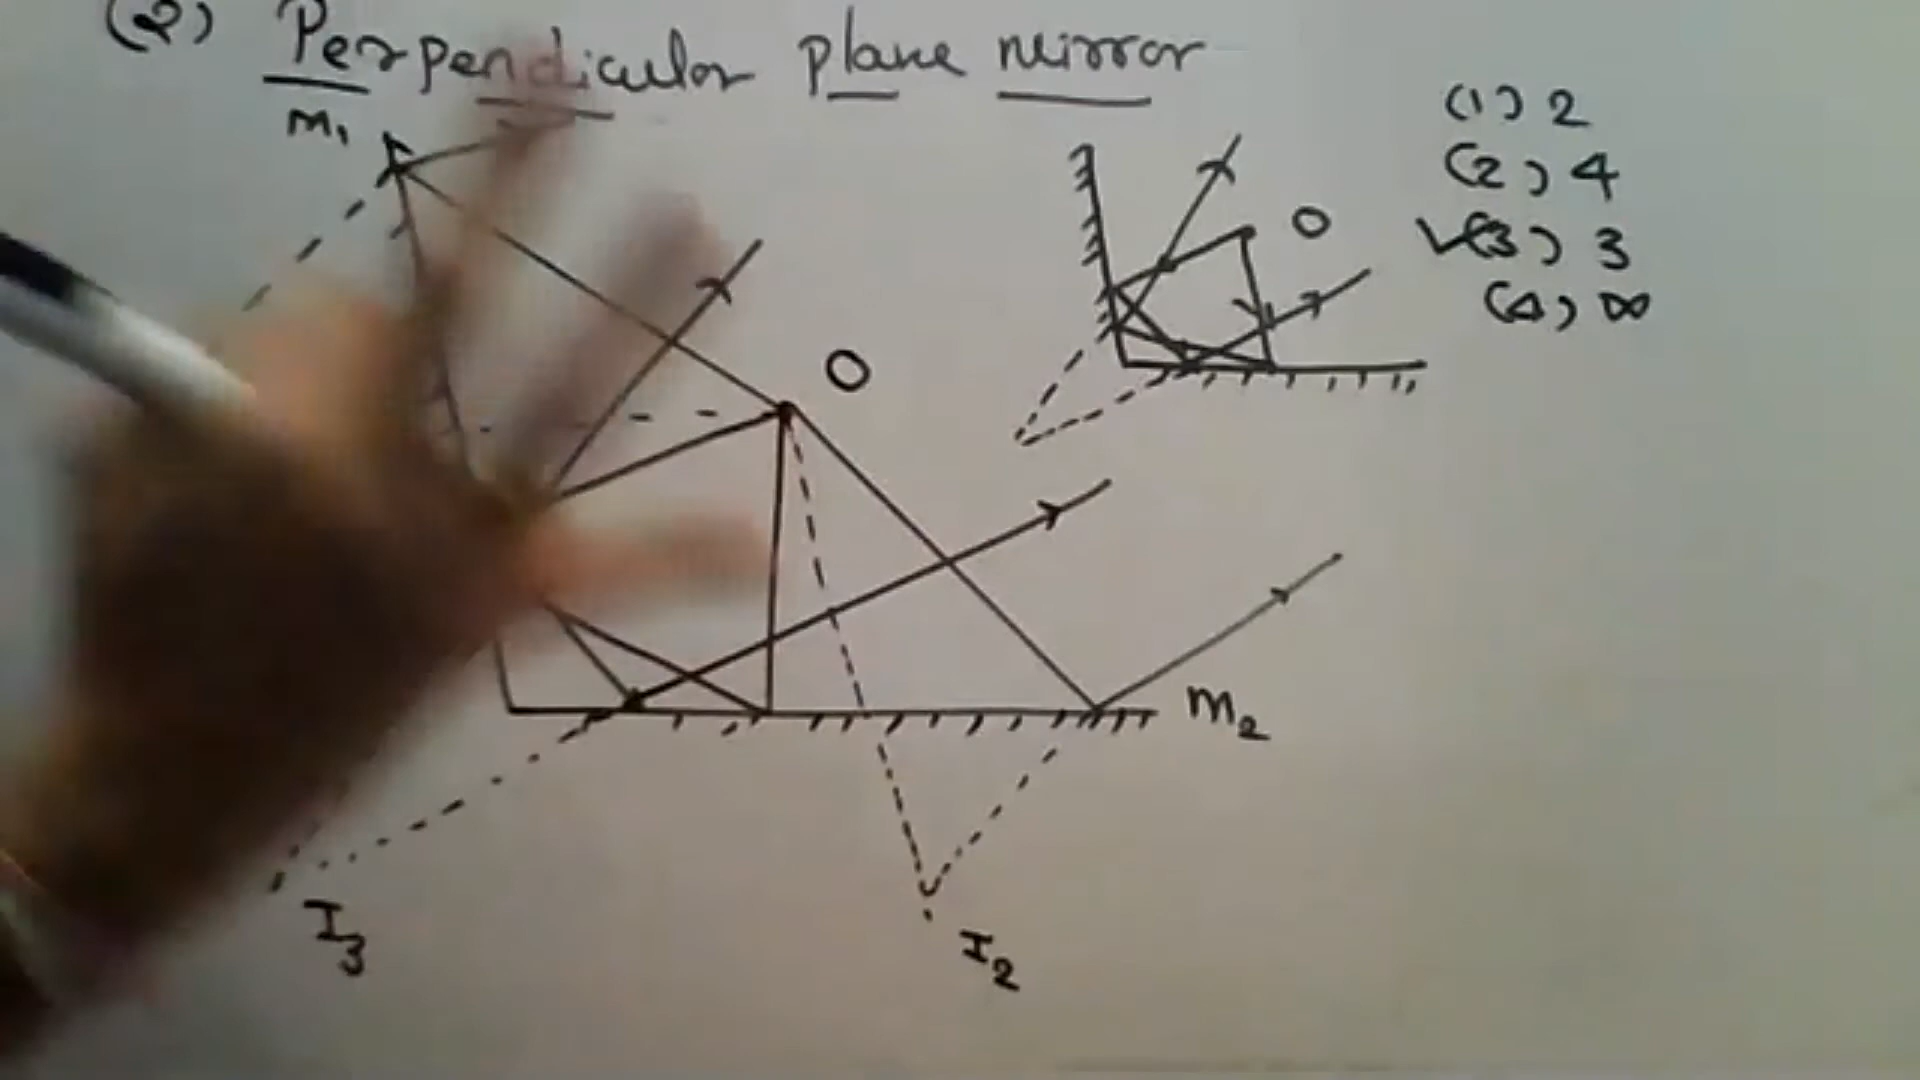 (2) Perpendicular plane mirror
M₁
(1) 2
(2) 4
✓(3) 3
(4) ∞
O
O
M₂
I₃
I₂